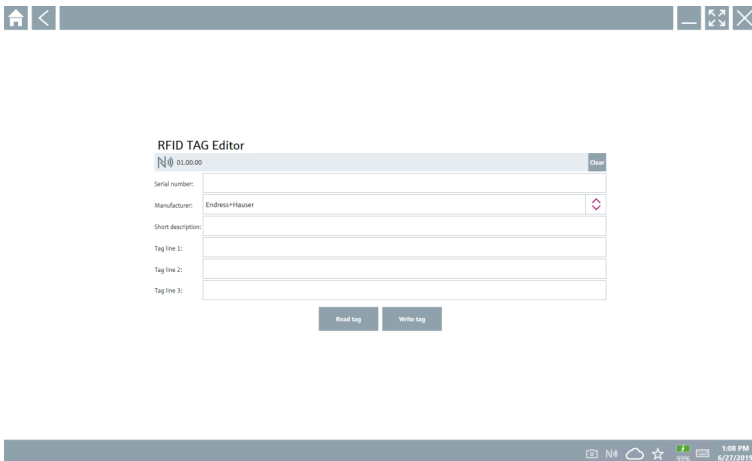 RFID TAG Editor
01.00.00
Clear
Serial number:
Manufacturer: Endress+Hauser
Short description:
Tag line 1:
Tag line 2:
Tag line 3:
Read tag Write tag
99% 1:08 PM
6/27/2019